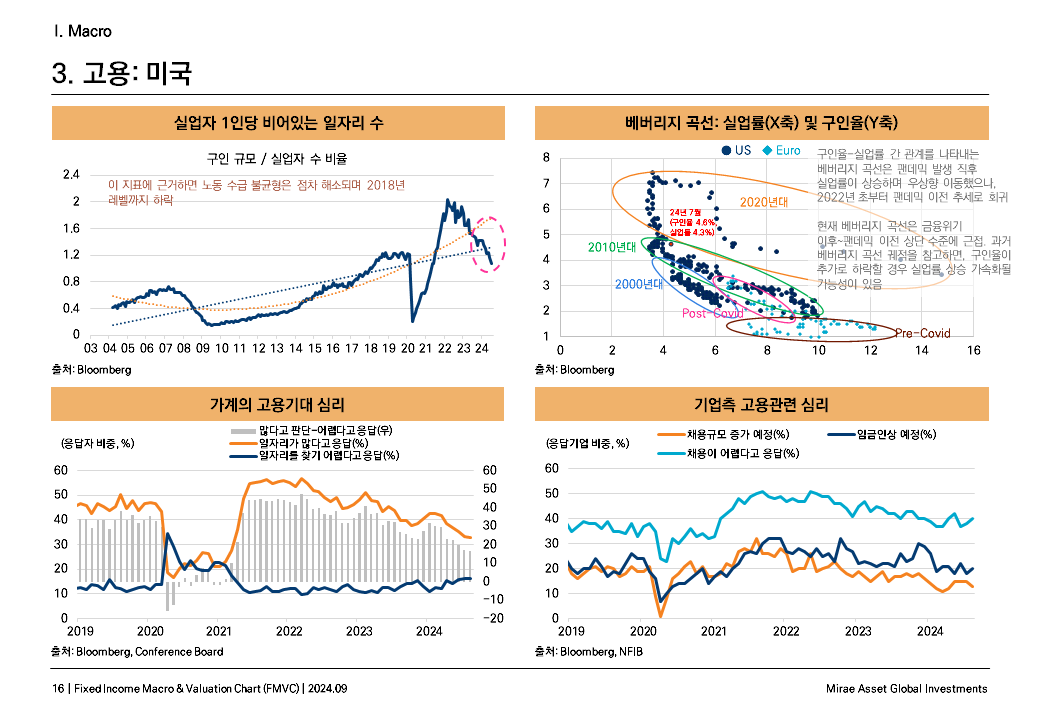 I. Macro
3. 고용: 미국
실업자 1인당 비어있는 일자리 수
구인 규모 / 실업자 수 비율
이 지표에 근거하면 노동 수급 불균형은 점차 해소되며 2018년
레벨까지 하락
2.4
2
1.6
1.2
0.8
0.4
0
03 04 05 06 07 08 09 10 11 12 13 14 15 16 17 18 19 20 21 22 23 24
출처: Bloomberg
베버리지 곡선: 실업률(X축) 및 구인율(Y축)
US Euro
구인율-실업률 간 관계를 나타내는
베버리지 곡선은 팬데믹 발생 직후
실업률이 상승하며 우상향 이동했으나,
2022년 초부터 팬데믹 이전 추세로 회귀
현재 베버리지 곡선은 금융위기
이후~팬데믹 이전 상단 수준에 근접. 과거
베버리지 곡선 궤적을 참고하면, 구인율이
추가로 하락할 경우 실업률 상승 가속화될
가능성이 있음
8
7
6
5
4
3
2
1
2020년대
24년 7월
(구인율 4.6%,
실업률 4.3%)
2010년대
2000년대
Post-Covid
Pre-Covid
0 2 4 6 8 10 12 14 16
출처: Bloomberg
가계의 고용기대 심리
(응답자 비중, %)
많다고 판단-어렵다고응답(우)
일자리가 많다고응답(%)
일자리를 찾기 어렵다고응답(%)
60
50
40
30
20
10
0
60
50
40
30
20
10
0
-10
-20
2019 2020 2021 2022 2023 2024
출처: Bloomberg, Conference Board
기업측 고용관련 심리
(응답기업 비중, %)
채용규모 증가 예정(%) 임금인상 예정(%)
채용이 어렵다고 응답(%)
60
50
40
30
20
10
0
2019 2020 2021 2022 2023 2024
출처: Bloomberg, NFIB
16 | Fixed Income Macro & Valuation Chart (FMVC) | 2024.09
Mirae Asset Global Investments